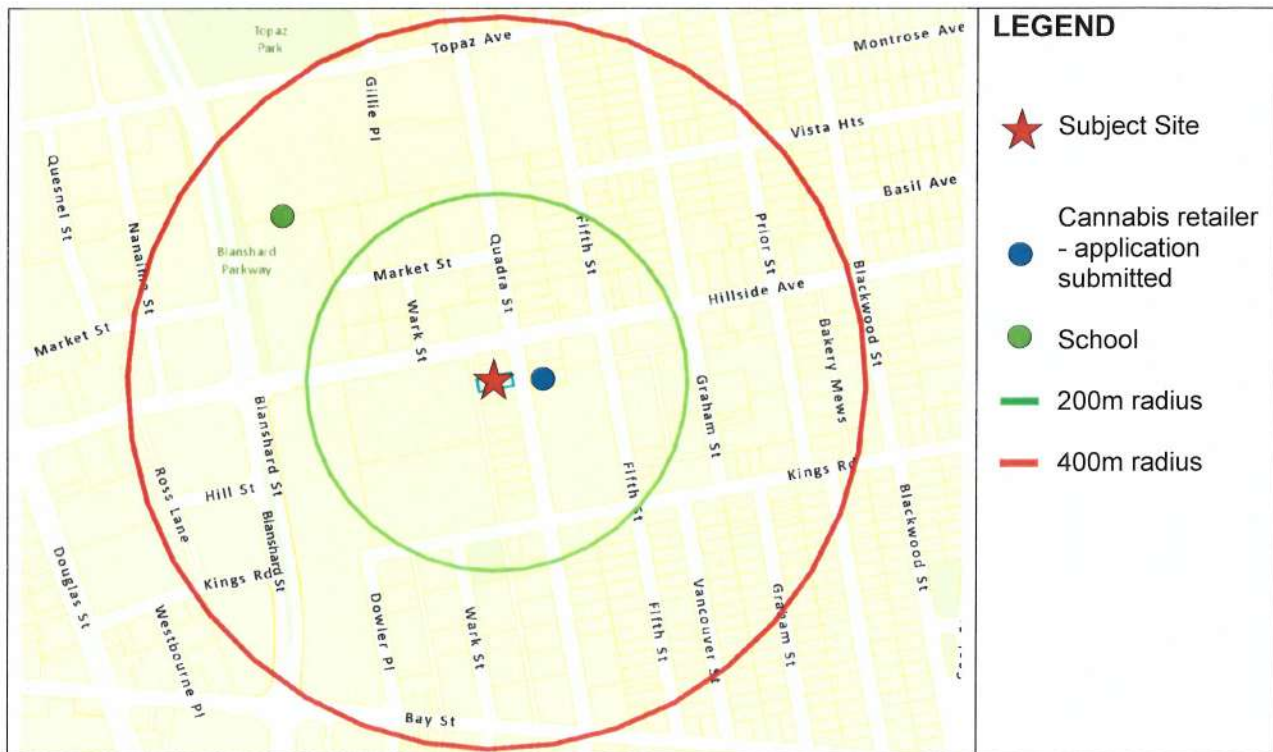 Topaz
Park
Topaz Ave
Montrose Ave
Gillie Pl
Vista Hts
Quesnel St
Basil Ave
Nanaimo St
Blanshard
Parkway
Quadra St
Fifth St
Prior St
Market St
Hillside Ave
Blackwood St
Wark St
Market St
Bakery Mews
Graham St
Blanshard St
Kings Rd
Ross Lane
Hill St
Fifth St
Blackwood St
Blanshard St
Douglas St
Kings Rd
Westbourne Pl
Dowler Pl
Wark St
Fifth St
Vancouver St
Graham St
Bay St
LEGEND
Subject Site
Cannabis retailer
- application
submitted
School
200m radius
400m radius